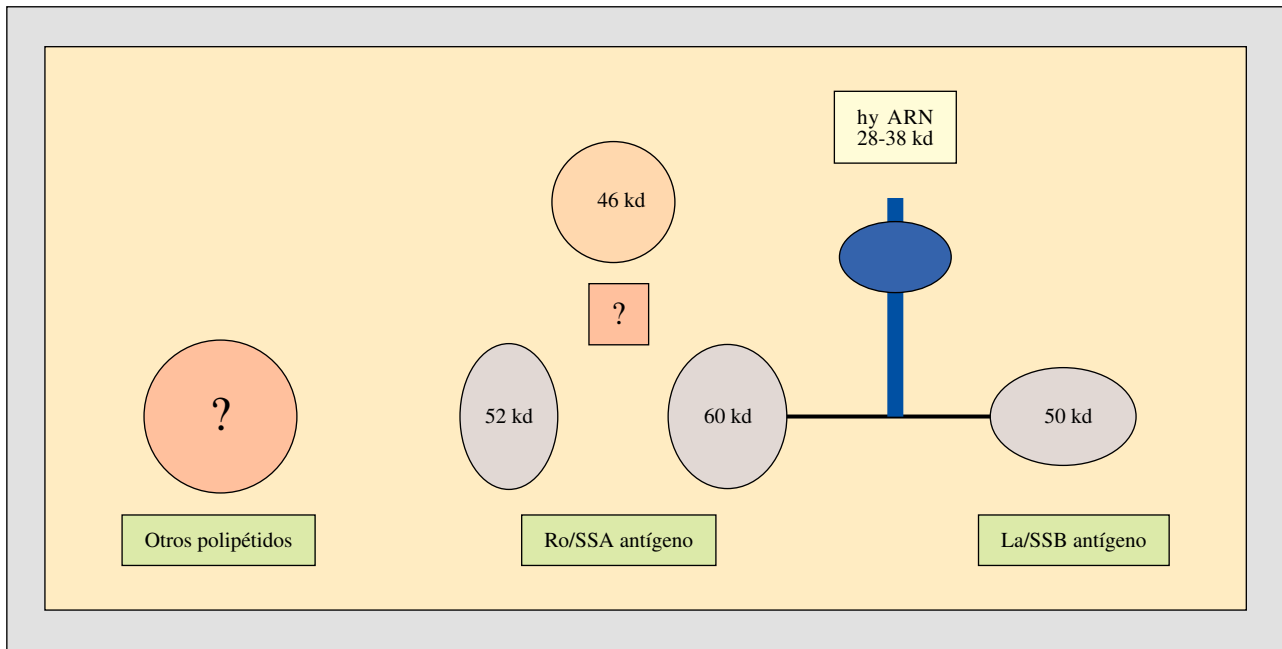 hy ARN
28-38 kd
46 kd
?
?
52 kd
60 kd
50 kd
Otros polipétidos
Ro/SSA antígeno
La/SSB antígeno